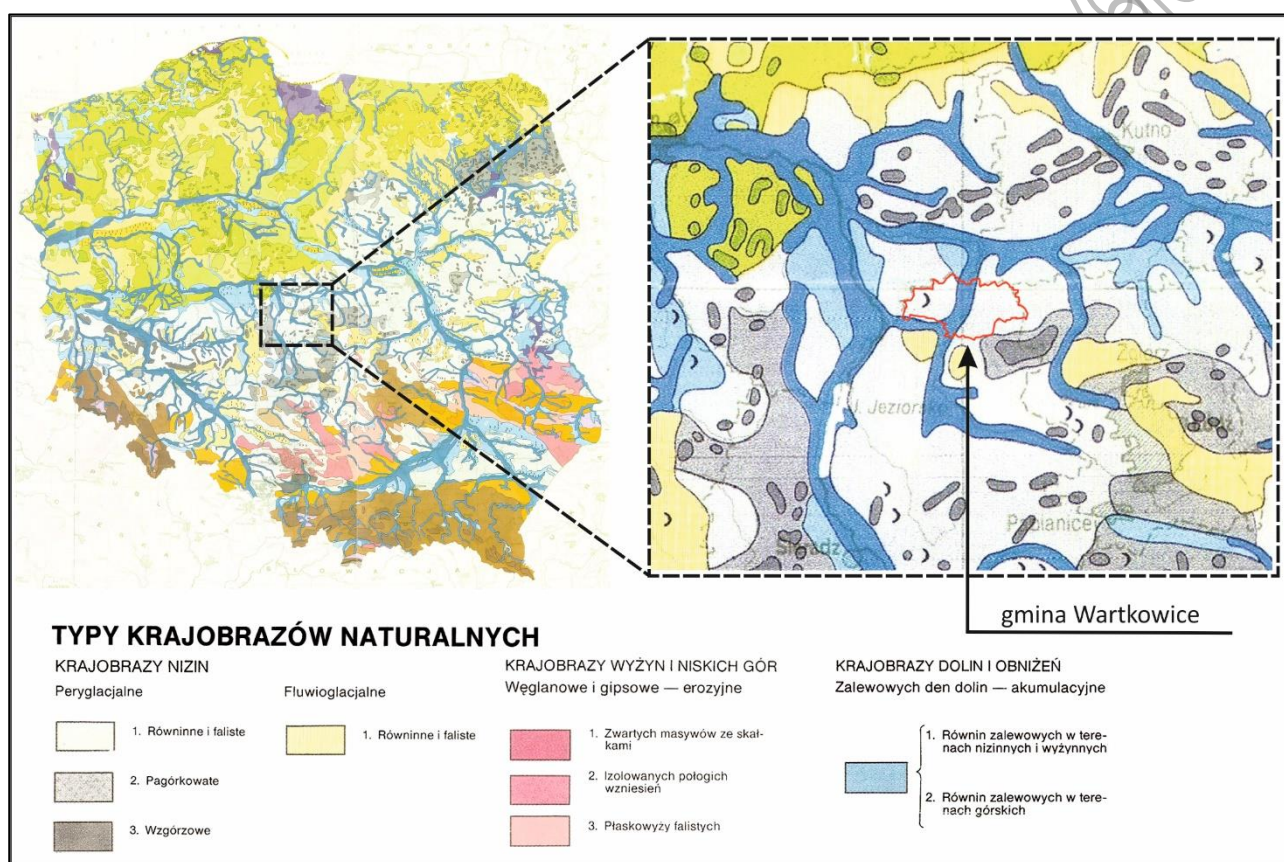 Kutno
Zgierz
J. Jeziorsko
Pabianice
Sieradz
gmina Wartkowice
TYPY KRAJOBRAZÓW NATURALNYCH
KRAJOBRAZY NIZIN
Peryglacjalne
1. Równinne i faliste
2. Pagórkowate
3. Wzgórzowe
Fluwioglacjalne
1. Równinne i faliste
KRAJOBRAZY WYŻYN I NISKICH GÓR
Węglanowe i gipsowe — erozyjne
1. Zwartych masywów ze skał-
kami
2. Izolowanych połogich
wzniesień
3. Płaskowyży falistych
KRAJOBRAZY DOLIN I OBNIŻEŃ
Zalewowych den dolin — akumulacyjne
1. Równin zalewowych w tere-
nach nizinnych i wyżynnych
2. Równin zalewowych w tere-
nach górskich